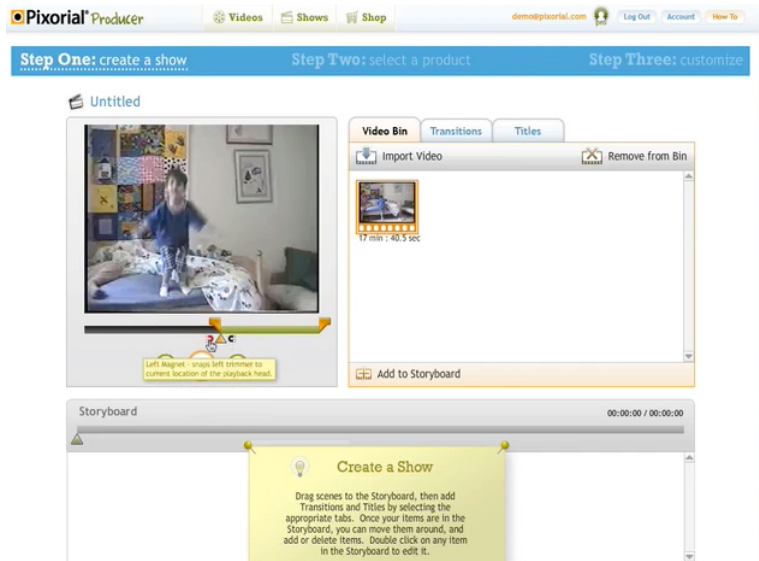 Pixorial® Producer
Videos
Shows
Shop
demo@pixorial.com
Log Out
Account
How To
Step One: create a show
Step Two: select a product
Step Three: customize
Untitled
Video Bin
Transitions
Titles
Import Video
Remove from Bin
17 min : 40.5 sec
Left Magnet - snaps left trimmer to
current location of the playback head.
Add to Storyboard
Storyboard
00:00:00 / 00:00:00
Create a Show
Drag scenes to the Storyboard, then add
Transitions and Titles by selecting the
appropriate tabs. Once your items are in the
Storyboard, you can move them around, and
add or delete items. Double click on any item
in the Storyboard to edit it.